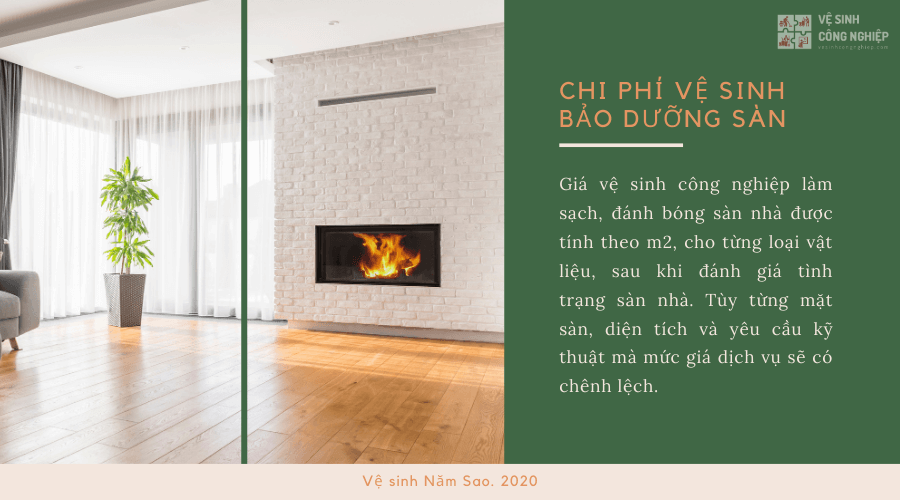 VỆ SINH
CÔNG NGHIỆP
CHI PHÍ VỆ SINH
BẢO DƯỠNG SÀN
Giá vệ sinh công nghiệp làm
sạch, đánh bóng sàn nhà được
tính theo m2, cho từng loại vật
liệu, sau khi đánh giá tình
trạng sàn nhà. Tùy từng mặt
sàn, diện tích và yêu cầu kỹ
thuật mà mức giá dịch vụ sẽ có
chênh lệch.
Vệ sinh Năm Sao. 2020